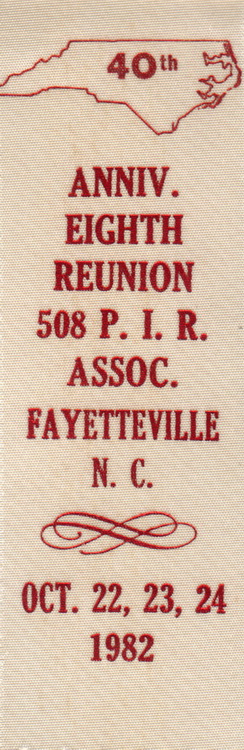 40th
ANNIV.
EIGHTH
REUNION
508 P. I. R.
ASSOC.
FAYETTEVILLE
N. C.
OCT. 22, 23, 24
1982